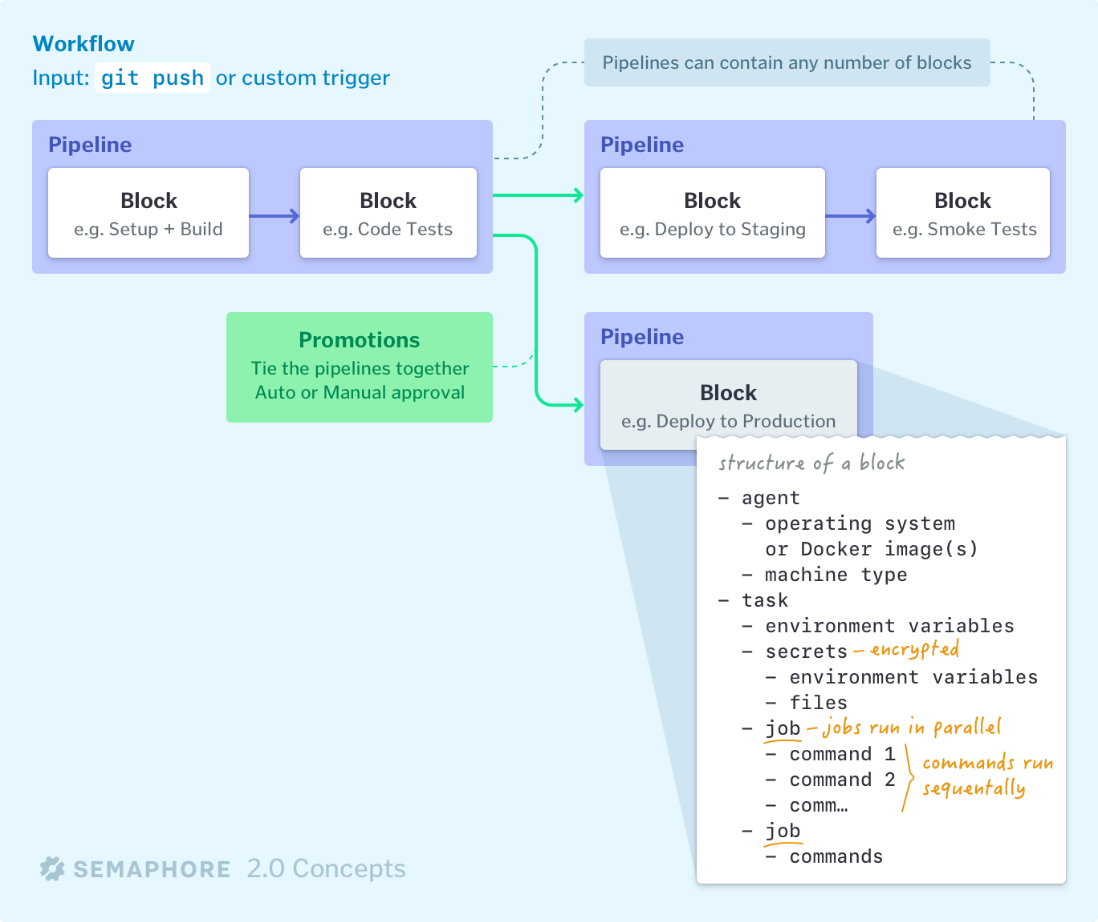 Workflow
Input: git push or custom trigger
Pipelines can contain any number of blocks
Pipeline
Block
e.g. Setup + Build
Block
e.g. Code Tests
Pipeline
Block
e.g. Deploy to Staging
Block
e.g. Smoke Tests
Promotions
Tie the pipelines together
Auto or Manual approval
Pipeline
Block
e.g. Deploy to Production
structure of a block
- agent
- operating system
or Docker image(s)
- machine type
- task
- environment variables
- secrets - encrypted
- environment variables
- files
- job - jobs run in parallel
- command 1
- command 2
- comm…
commands run
sequentally
- job
- commands
SEMAPHORE 2.0 Concepts